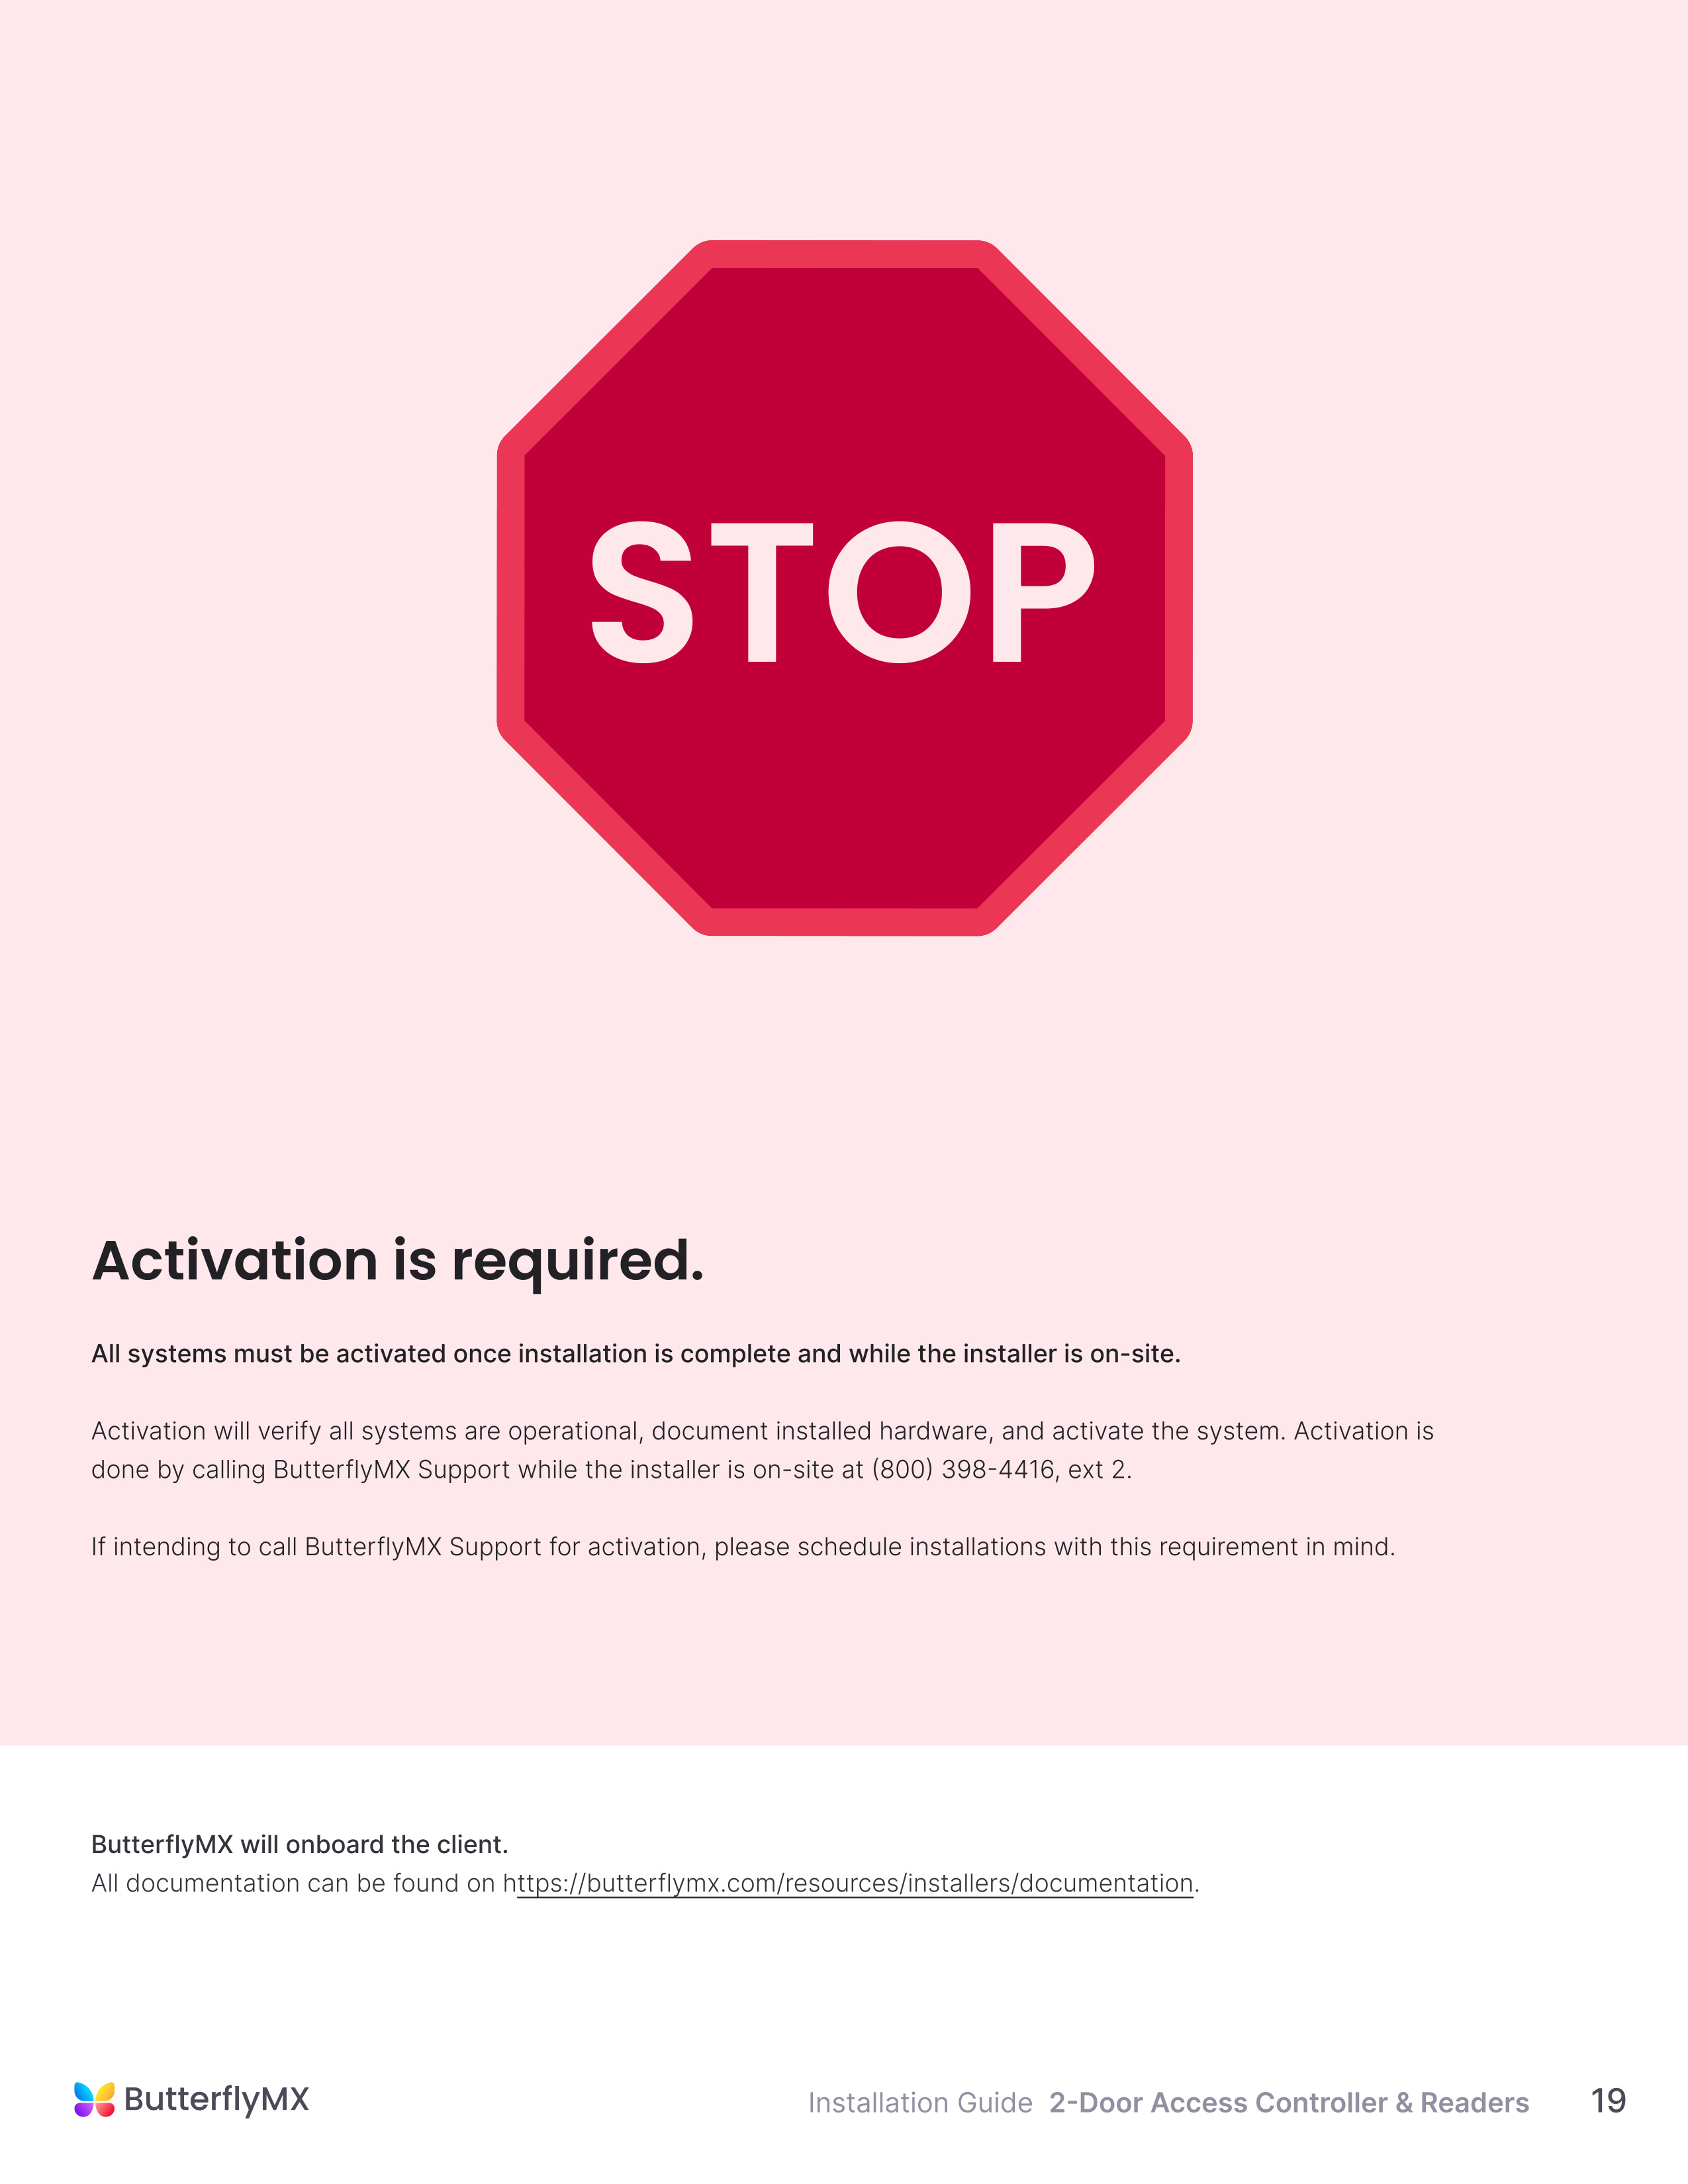 STOP
Activation is required.
All systems must be activated once installation is complete and while the installer is on-site.
Activation will verify all systems are operational, document installed hardware, and activate the system. Activation is
done by calling ButterflyMX Support while the installer is on-site at (800) 398-4416, ext 2.
If intending to call ButterflyMX Support for activation, please schedule installations with this requirement in mind.
ButterflyMX will onboard the client.
All documentation can be found on https://butterflymx.com/resources/installers/documentation.
ButterflyMX
Installation Guide 2-Door Access Controller & Readers 19